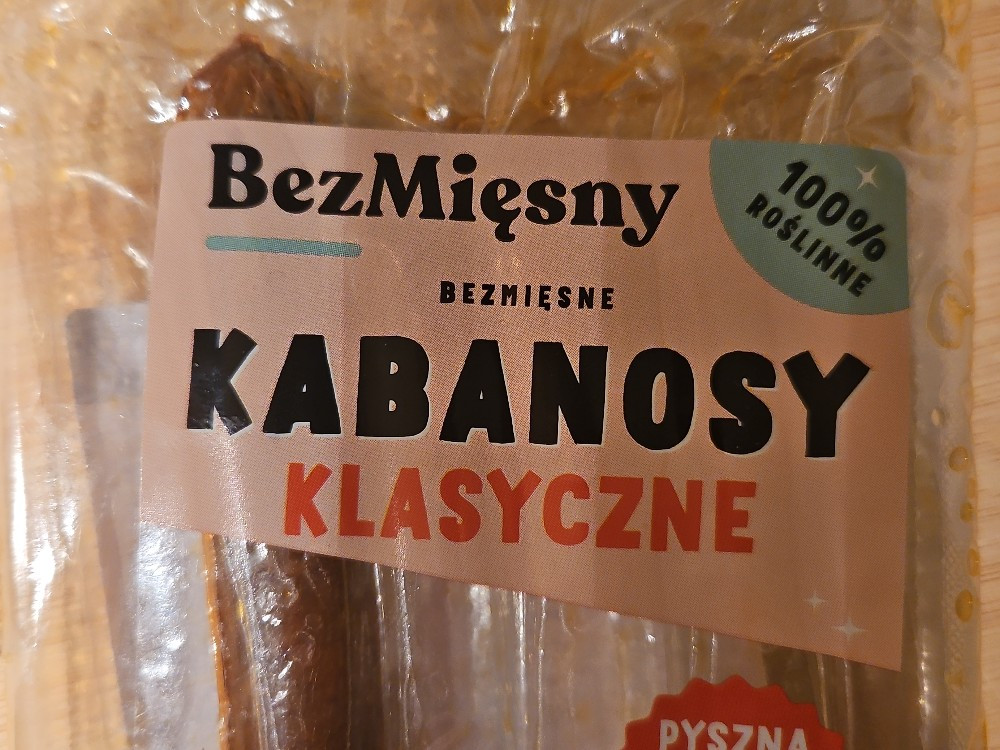 BezMięsny
100%
ROŚLINNE
BEZMIĘSNE
KABANOSY
KLASYCZNE
PYSZNA